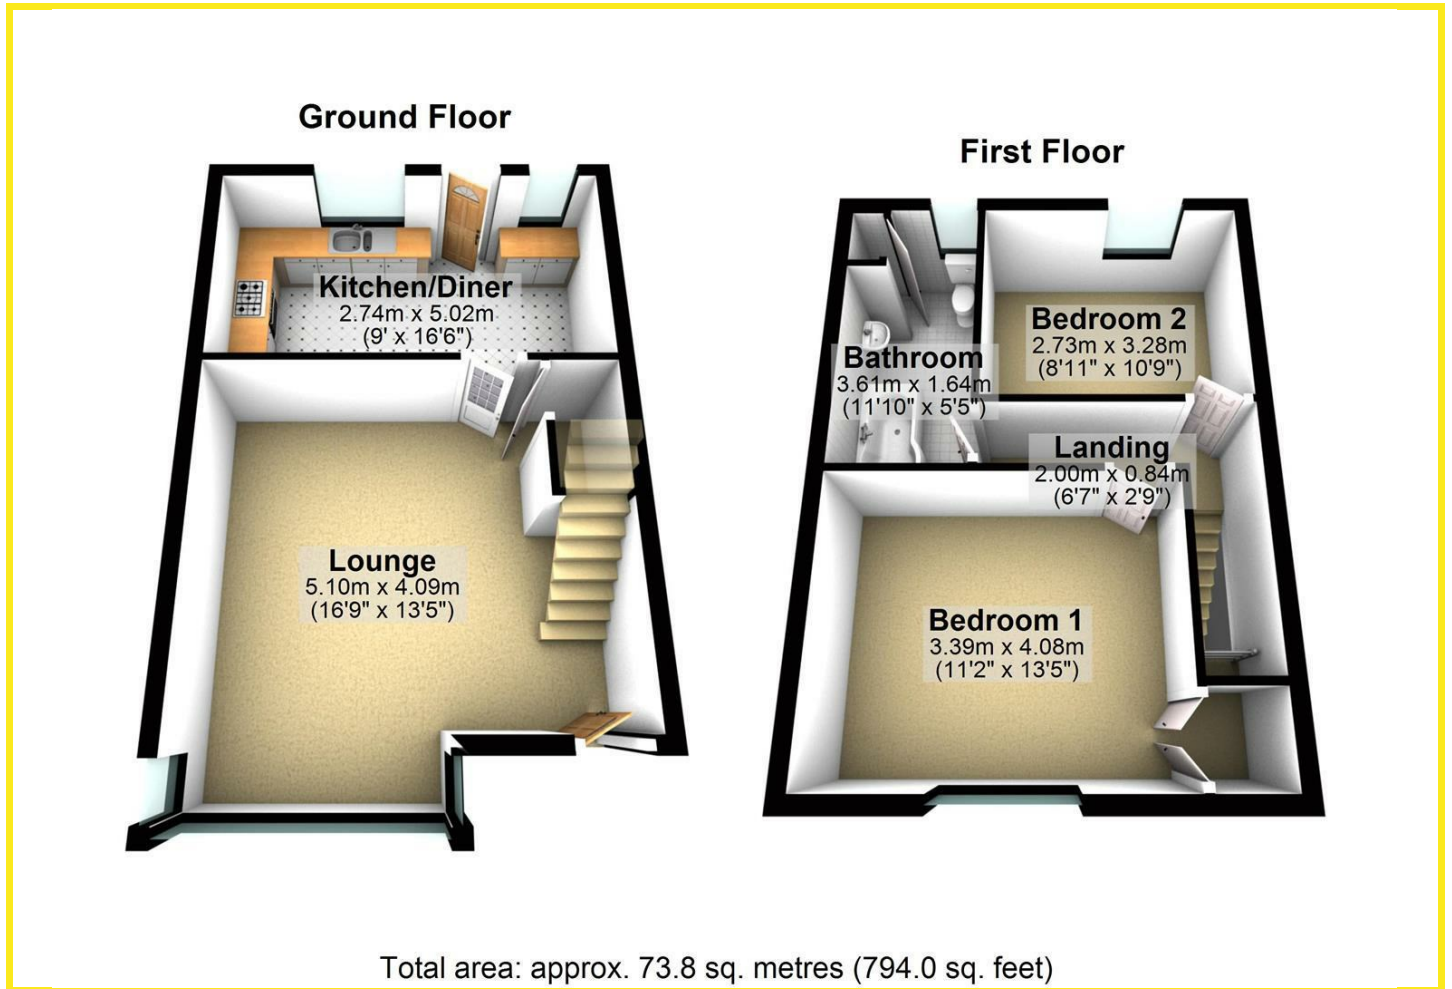 Ground Floor
Kitchen/Diner
2.74m x 5.02m
(9' x 16'6")
Lounge
5.10m x 4.09m
(16'9" x 13'5")
First Floor
Bedroom 2
2.73m x 3.28m
(8'11" x 10'9")
Bathroom
3.61m x 1.64m
(11'10" x 5'5")
Landing
2.00m x 0.84m
(6'7" x 2'9")
Bedroom 1
3.39m x 4.08m
(11'2" x 13'5")
Total area: approx. 73.8 sq. metres (794.0 sq. feet)